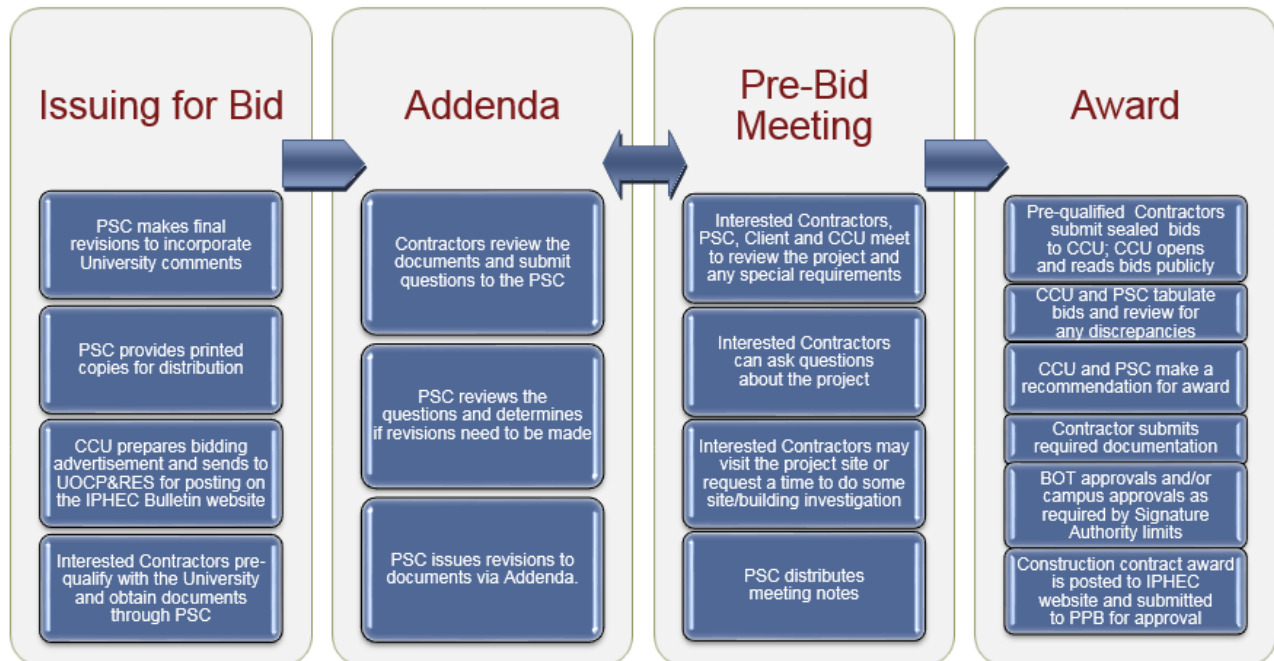 Issuing for Bid
PSC makes final
revisions to incorporate
University comments
PSC provides printed
copies for distribution
CCU prepares bidding
advertisement and sends to
UOCP&RES for posting on
the IPHEC Bulletin website
Interested Contractors pre-
qualify with the University
and obtain documents
through PSC
Addenda
Contractors review the
documents and submit
questions to the PSC
PSC reviews the
questions and determines
if revisions need to be made
PSC issues revisions to
documents via Addenda.
Pre-Bid
Meeting
Interested Contractors,
PSC, Client and CCU meet
to review the project and
any special requirements
Interested Contractors
can ask questions
about the project
Interested Contractors may
visit the project site or
request a time to do some
site/building investigation
PSC distributes
meeting notes
Award
Pre-qualified Contractors
submit sealed bids
to CCU; CCU opens
and reads bids publicly
CCU and PSC tabulate
bids and review for
any discrepancies
CCU and PSC make a
recommendation for award
Contractor submits
required documentation
BOT approvals and/or
campus approvals as
required by Signature
Authority limits
Construction contract award
is posted to IPHEC
website and submitted
to PPB for approval